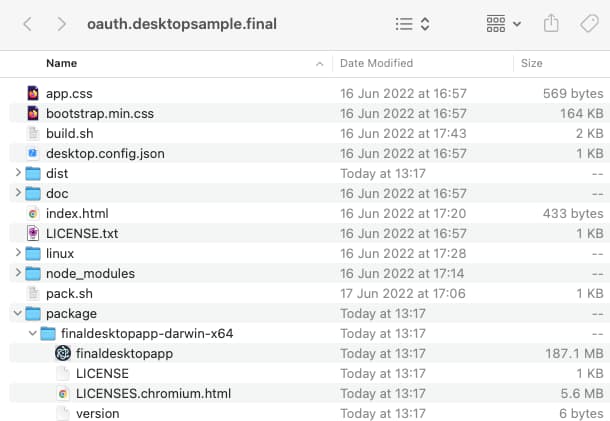 oauth.desktopsample.final
Name Date Modified Size
app.css 16 Jun 2022 at 16:57 569 bytes
bootstrap.min.css 16 Jun 2022 at 16:57 164 KB
build.sh 16 Jun 2022 at 17:43 2 KB
desktop.config.json 16 Jun 2022 at 16:57 1 KB
dist Today at 13:17 --
doc 16 Jun 2022 at 16:57 --
index.html 16 Jun 2022 at 17:20 433 bytes
LICENSE.txt 16 Jun 2022 at 16:57 1 KB
linux 16 Jun 2022 at 17:28 --
node_modules 16 Jun 2022 at 17:14 --
pack.sh 17 Jun 2022 at 17:06 1 KB
package Today at 13:17 --
finaldesktopapp-darwin-x64 Today at 13:17 --
finaldesktopapp Today at 13:17 187.1 MB
LICENSE Today at 13:17 1 KB
LICENSES.chromium.html Today at 13:17 5.6 MB
version Today at 13:17 6 bytes